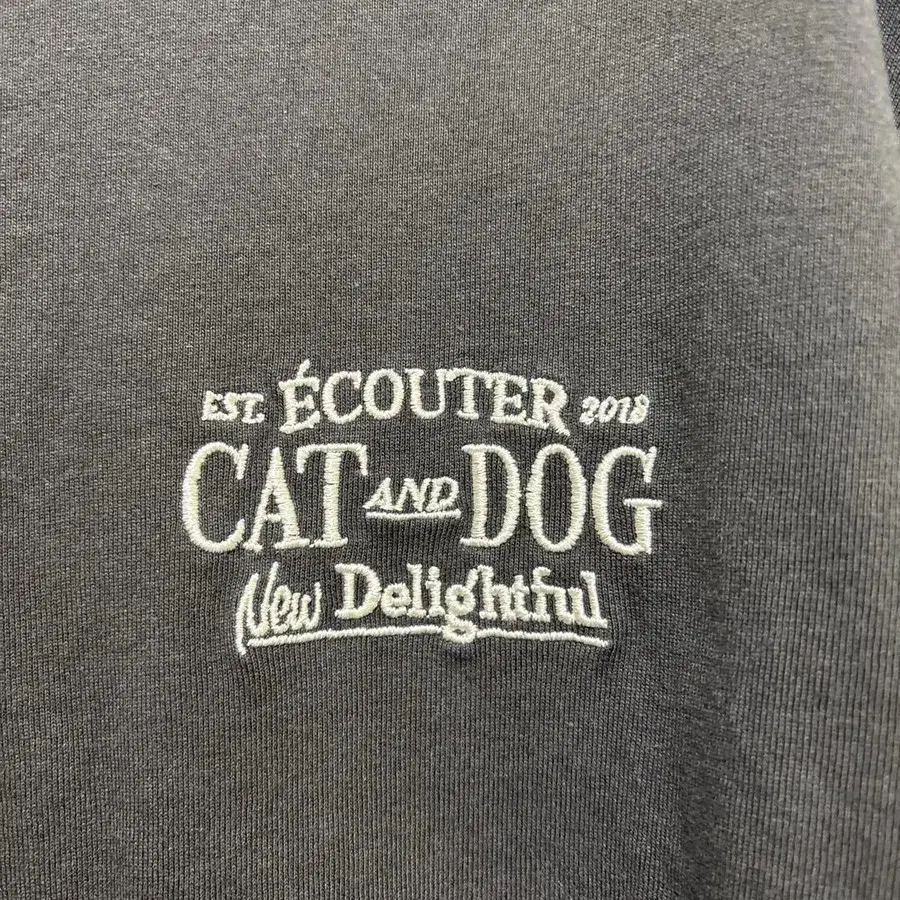 EST. ÉCOUTER 2018
CAT AND DOG
New Delightful